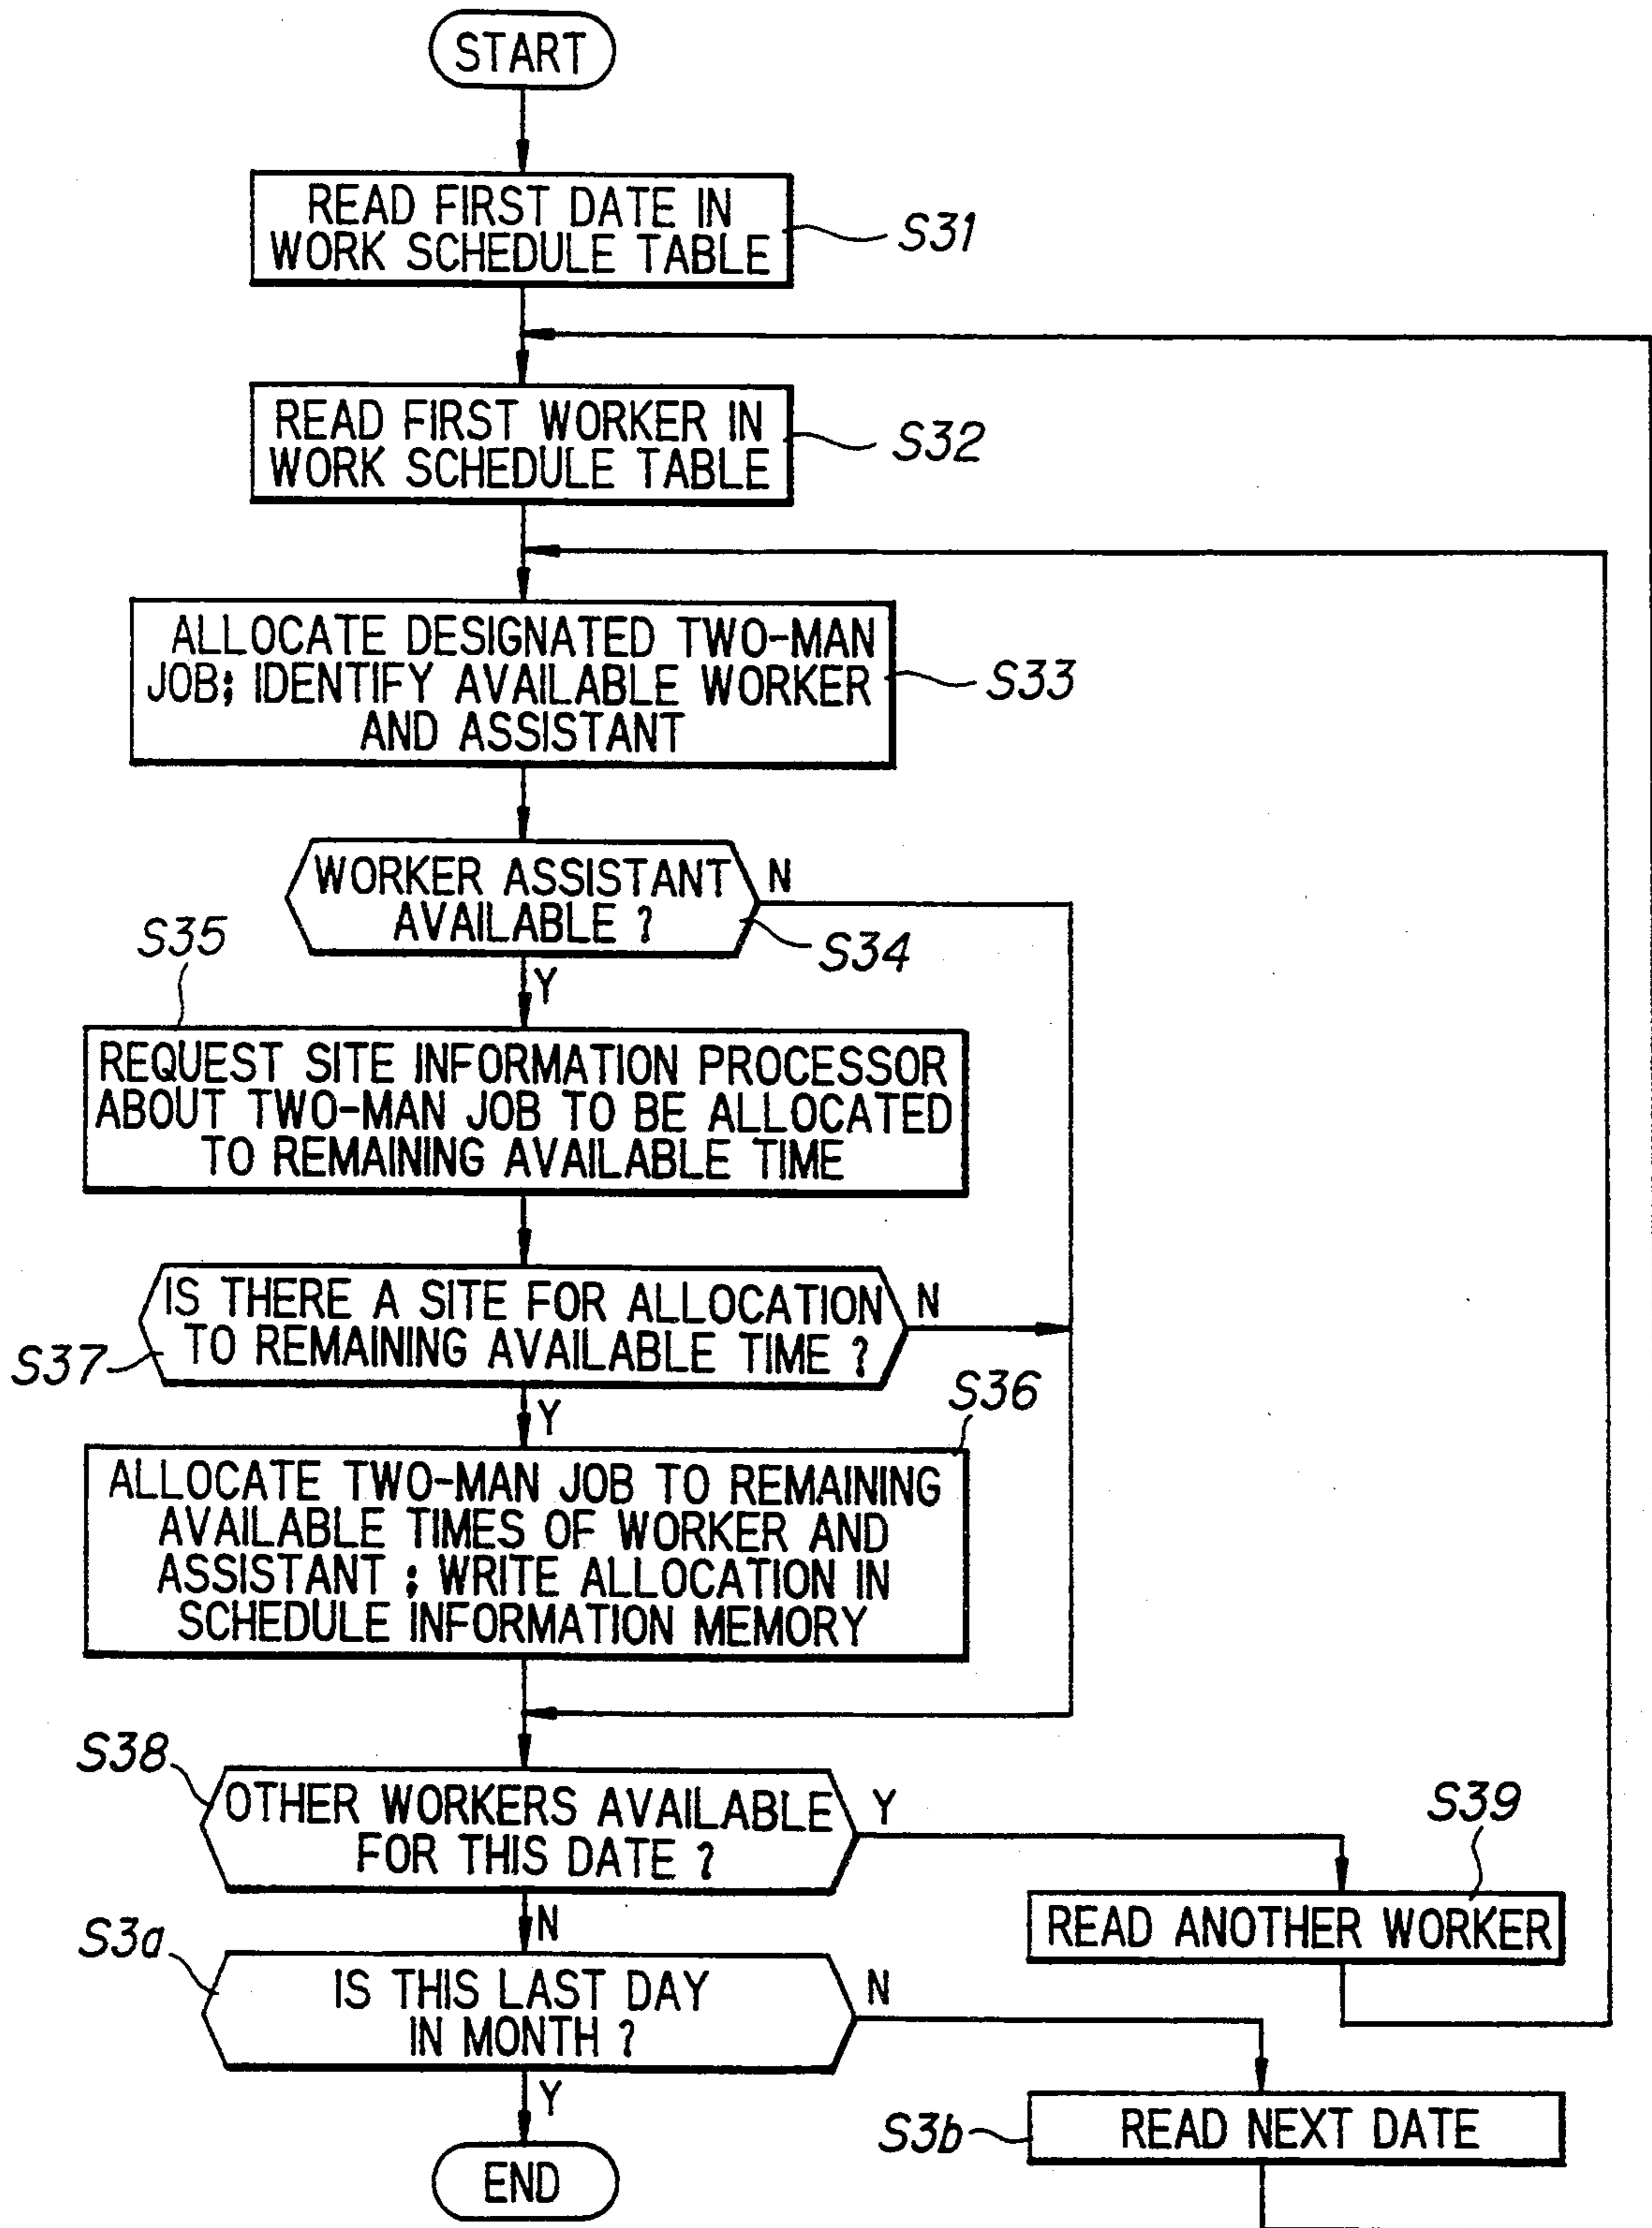 START
READ FIRST DATE IN
WORK SCHEDULE TABLE
S31
READ FIRST WORKER IN
WORK SCHEDULE TABLE
S32
ALLOCATE DESIGNATED TWO-MAN
JOB; IDENTIFY AVAILABLE WORKER
AND ASSISTANT
S33
WORKER ASSISTANT
AVAILABLE ?
N
S34
Y
S35
REQUEST SITE INFORMATION PROCESSOR
ABOUT TWO-MAN JOB TO BE ALLOCATED
TO REMAINING AVAILABLE TIME
IS THERE A SITE FOR ALLOCATION
TO REMAINING AVAILABLE TIME ?
N
S37
Y
S36
ALLOCATE TWO-MAN JOB TO REMAINING
AVAILABLE TIMES OF WORKER AND
ASSISTANT ; WRITE ALLOCATION IN
SCHEDULE INFORMATION MEMORY
S38
OTHER WORKERS AVAILABLE
FOR THIS DATE ?
Y
S39
READ ANOTHER WORKER
N
S3a
IS THIS LAST DAY
IN MONTH ?
N
Y
S3b
READ NEXT DATE
END